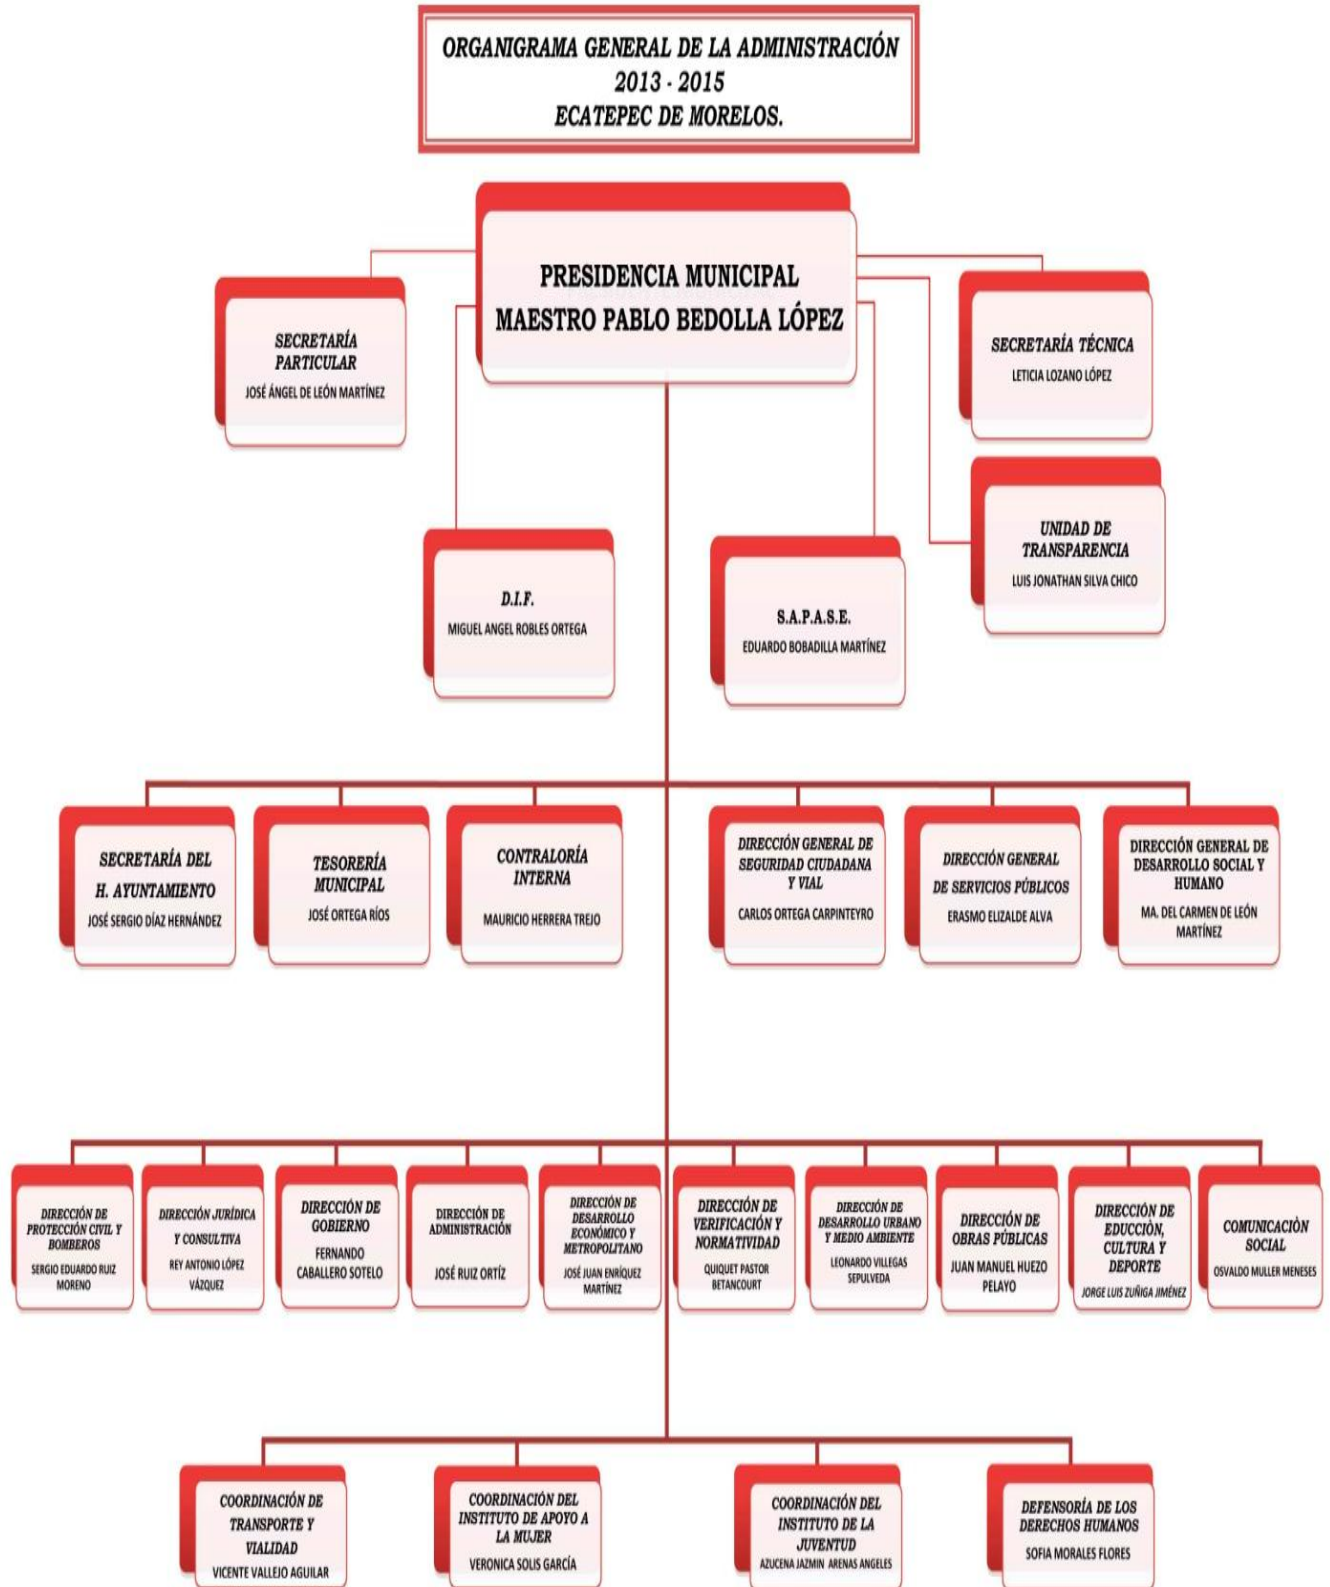 ORGANIGRAMA GENERAL DE LA ADMINISTRACIÓN
2013 - 2015
ECATEPEC DE MORELOS.
PRESIDENCIA MUNICIPAL
MAESTRO PABLO BEDOLLA LÓPEZ
SECRETARÍA
PARTICULAR
JOSÉ ÁNGEL DE LEÓN MARTÍNEZ
SECRETARÍA TÉCNICA
LETICIA LOZANO LÓPEZ
UNIDAD DE
TRANSPARENCIA
LUIS JONATHAN SILVA CHICO
D.I.F.
MIGUEL ANGEL ROBLES ORTEGA
S.A.P.A.S.E.
EDUARDO BOBADILLA MARTÍNEZ
SECRETARÍA DEL
H. AYUNTAMIENTO
JOSÉ SERGIO DÍAZ HERNÁNDEZ
TESORERÍA
MUNICIPAL
JOSÉ ORTEGA RÍOS
CONTRALORÍA
INTERNA
MAURICIO HERRERA TREJO
DIRECCIÓN GENERAL DE
SEGURIDAD CIUDADANA
Y VIAL
CARLOS ORTEGA CARPINTEYRO
DIRECCIÓN GENERAL
DE SERVICIOS PÚBLICOS
ERASMO ELIZALDE ALVA
DIRECCIÓN GENERAL DE
DESARROLLO SOCIAL Y
HUMANO
MA. DEL CARMEN DE LEÓN
MARTÍNEZ
DIRECCIÓN DE
PROTECCIÓN CIVIL Y
BOMBEROS
SERGIO EDUARDO RUIZ
MORENO
DIRECCIÓN JURÍDICA
Y CONSULTIVA
REY ANTONIO LÓPEZ
VÁZQUEZ
DIRECCIÓN DE
GOBIERNO
FERNANDO
CABALLERO SOTELO
DIRECCIÓN DE
ADMINISTRACIÓN
JOSÉ RUIZ ORTÍZ
DIRECCIÓN DE
DESARROLLO
ECONÓMICO Y
METROPOLITANO
JOSÉ JUAN ENRÍQUEZ
MARTÍNEZ
DIRECCIÓN DE
VERIFICACIÓN Y
NORMATIVIDAD
QUIQUET PASTOR
BETANCOURT
DIRECCIÓN DE
DESARROLLO URBANO
Y MEDIO AMBIENTE
LEONARDO VILLEGAS
SEPULVEDA
DIRECCIÓN DE
OBRAS PÚBLICAS
JUAN MANUEL HUEZO
PELAYO
DIRECCIÓN DE
EDUCCIÒN,
CULTURA Y
DEPORTE
JORGE LUIS ZUÑIGA JIMÉNEZ
COMUNICACIÒN
SOCIAL
OSVALDO MULLER MENESES
COORDINACIÓN DE
TRANSPORTE Y
VIALIDAD
VICENTE VALLEJO AGUILAR
COORDINACIÓN DEL
INSTITUTO DE APOYO A
LA MUJER
VERONICA SOLIS GARCÍA
COORDINACIÓN DEL
INSTITUTO DE LA
JUVENTUD
AZUCENA JAZMIN ARENAS ANGELES
DEFENSORÍA DE LOS
DERECHOS HUMANOS
SOFIA MORALES FLORES